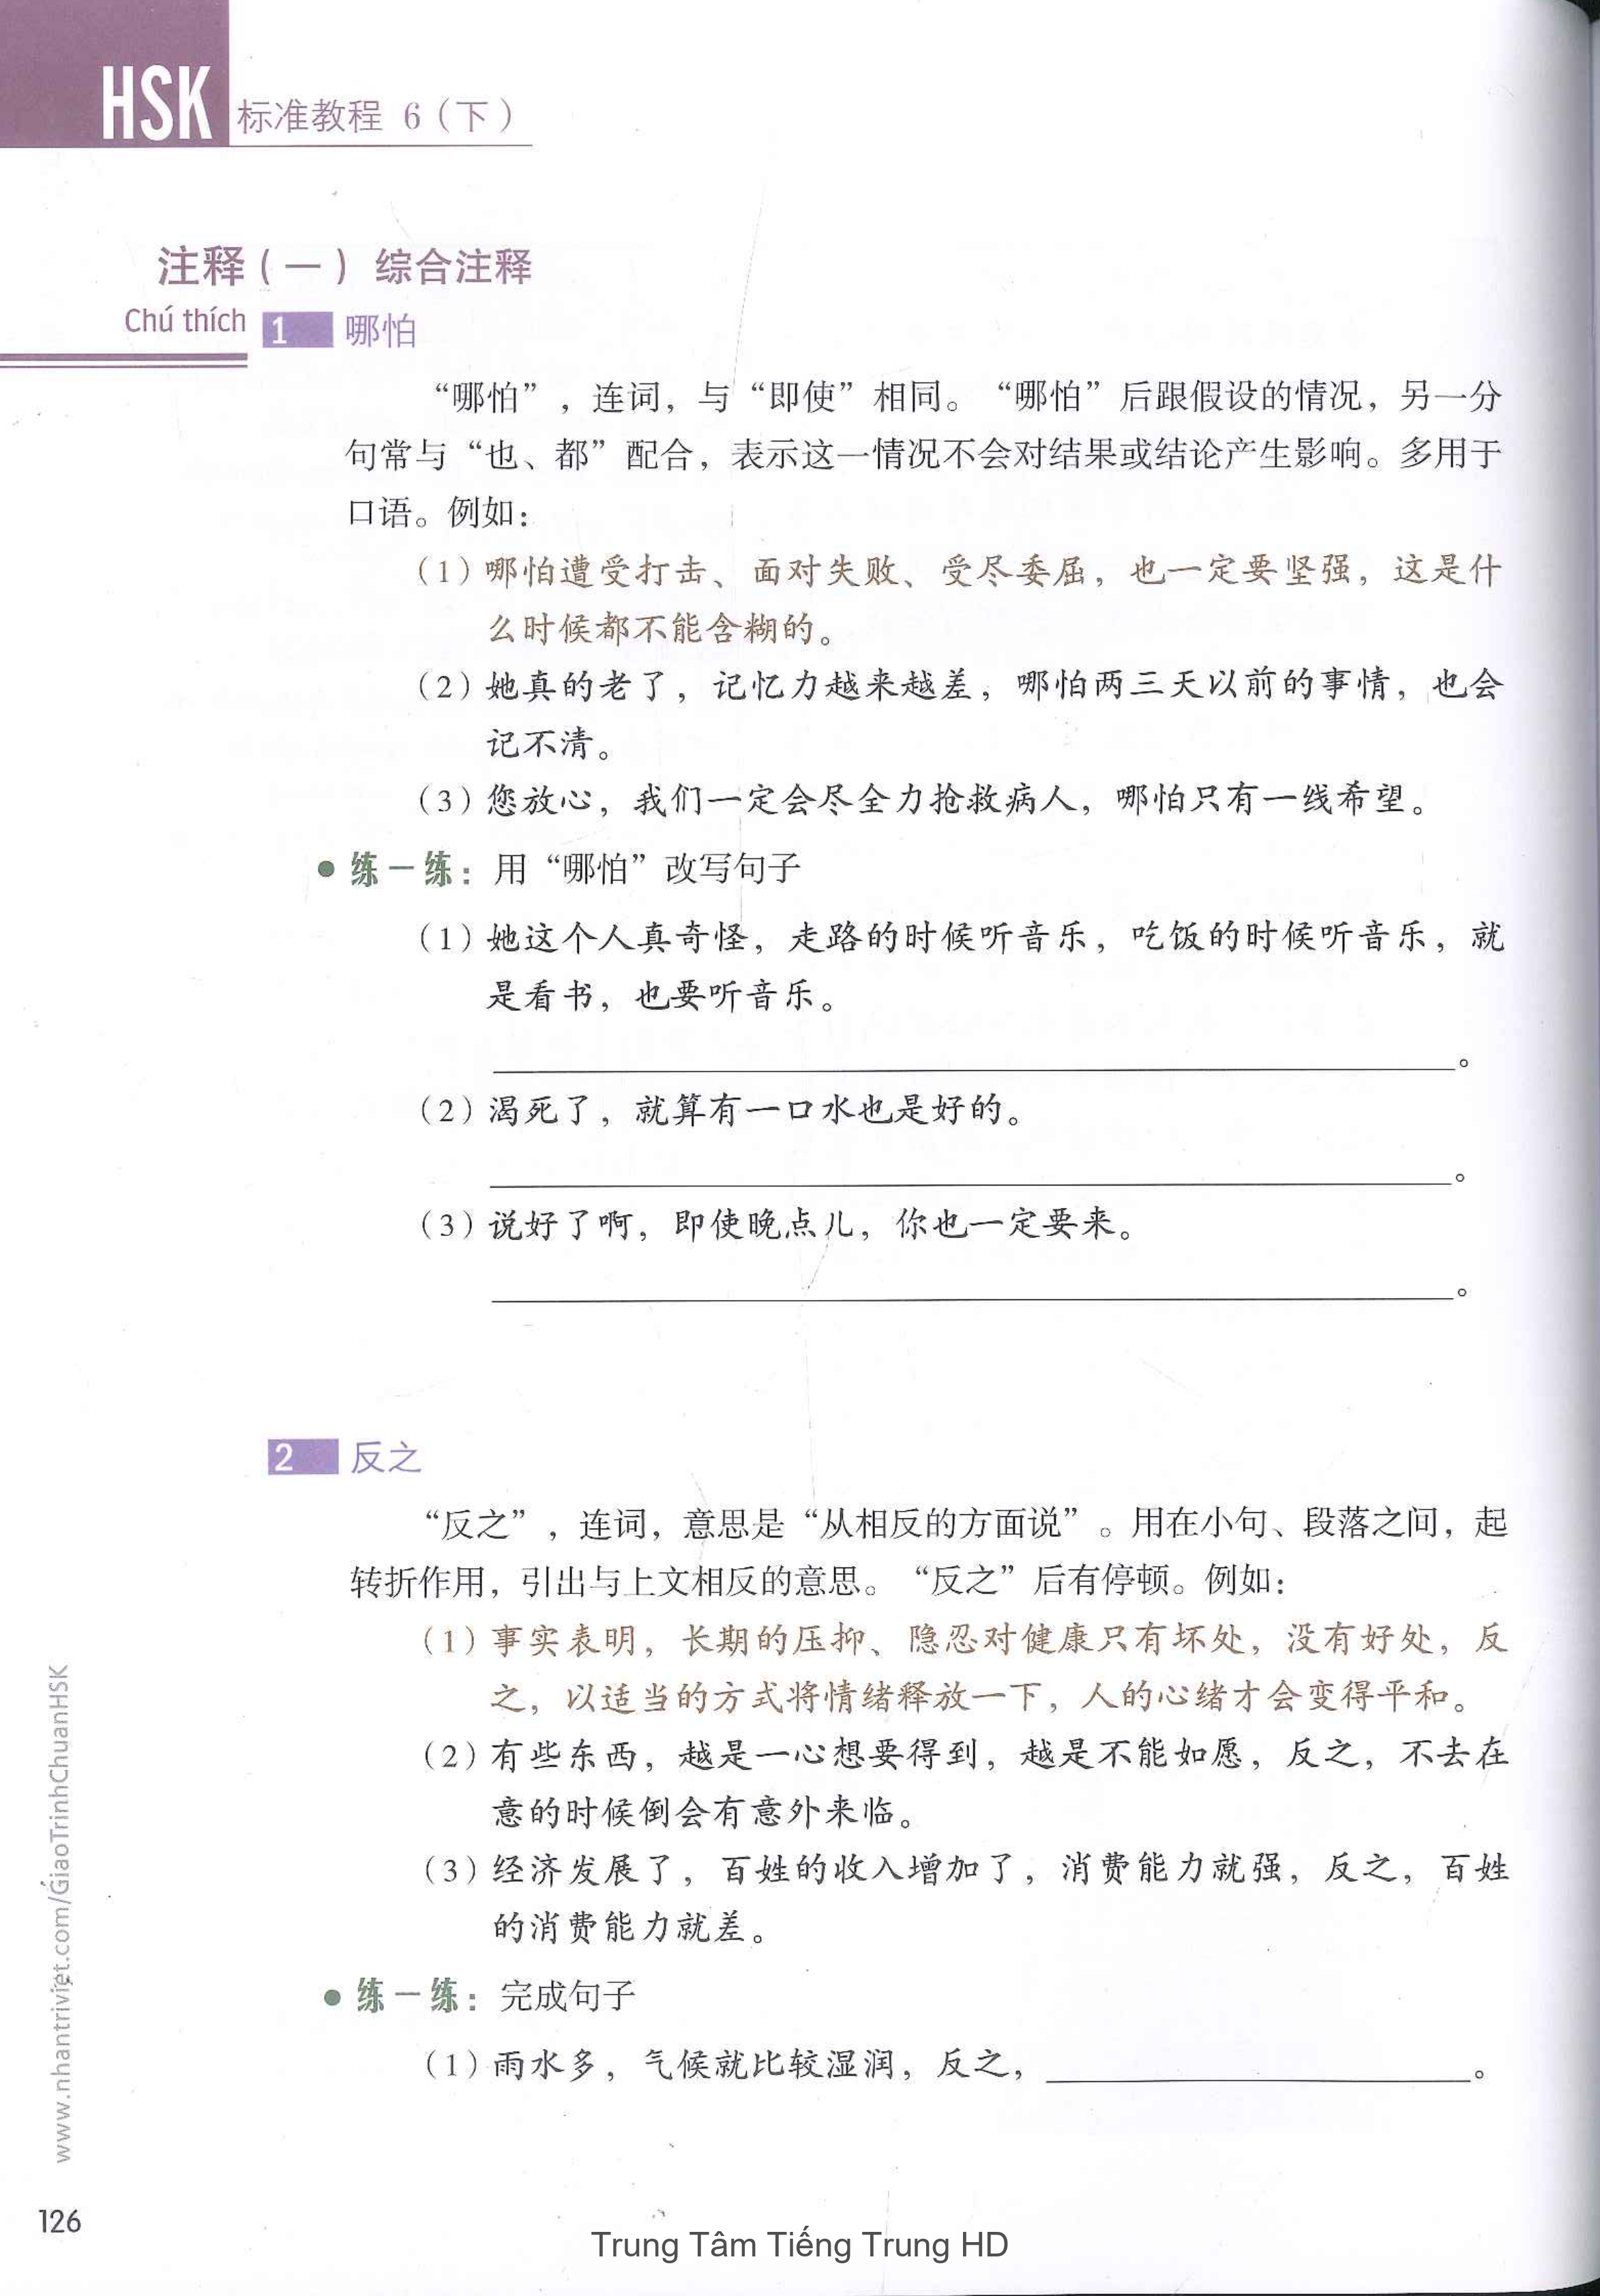 HSK 标准教程 6（下）
注释（一）综合注释
Chú thích
1 哪怕
“哪怕”，连词，与“即使”相同。“哪怕”后跟假设的情况，另一分
句常与“也、都”配合，表示这一情况不会对结果或结论产生影响。多用于
口语。例如：
（1）哪怕遭受打击、面对失败、受尽委屈，也一定要坚强，这是什
么时候都不能含糊的。
（2）她真的老了，记忆力越来越差，哪怕两三天以前的事情，也会
记不清。
（3）您放心，我们一定会尽全力抢救病人，哪怕只有一线希望。
● 练一练：用“哪怕”改写句子
（1）她这个人真奇怪，走路的时候听音乐，吃饭的时候听音乐，就
是看书，也要听音乐。
。
（2）渴死了，就算有一口水也是好的。
。
（3）说好了啊，即使晚点儿，你也一定要来。
。
2 反之
“反之”，连词，意思是“从相反的方面说”。用在小句、段落之间，起
转折作用，引出与上文相反的意思。“反之”后有停顿。例如：
（1）事实表明，长期的压抑、隐忍对健康只有坏处，没有好处，反
之，以适当的方式将情绪释放一下，人的心绪才会变得平和。
（2）有些东西，越是一心想要得到，越是不能如愿，反之，不去在
意的时候倒会有意外来临。
（3）经济发展了，百姓的收入增加了，消费能力就强，反之，百姓
的消费能力就差。
● 练一练：完成句子
（1）雨水多，气候就比较湿润，反之，。
www.nhantriviet.com/GiaoTrinhChuanHSK
126
Trung Tâm Tiếng Trung HD